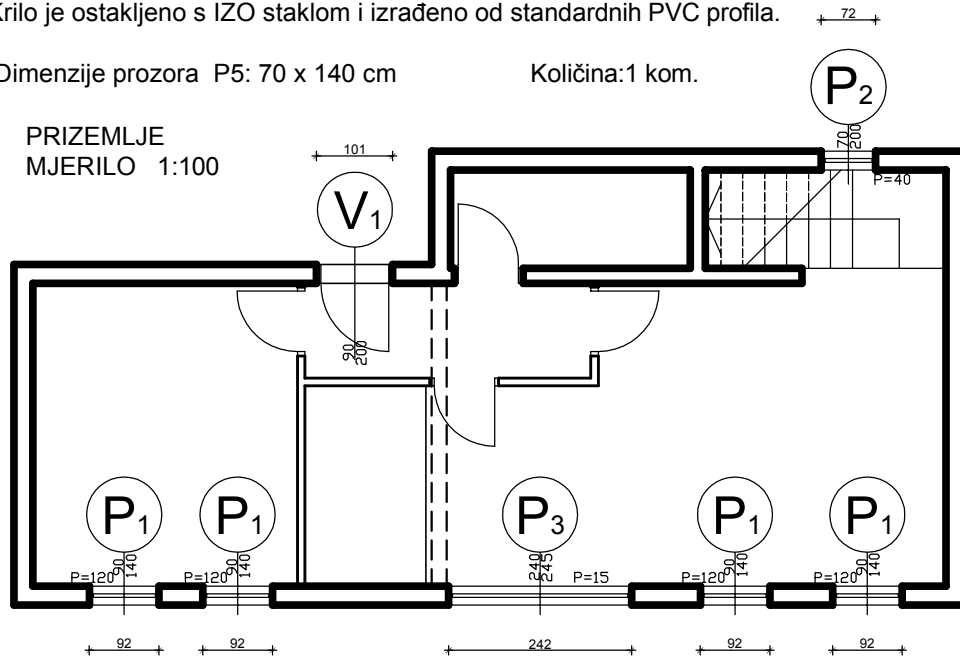 Krilo je ostakljeno s IZO staklom i izrađeno od standardnih PVC profila.
72
Dimenzije prozora P5: 70 x 140 cm Količina:1 kom.
P2
PRIZEMLJE
MJERILO 1:100
101
70
200
P=40
V1
90
200
P1 P1 P3 P1 P1
P=120 90 140 P=120 90 140 240 245 P=15 P=120 90 140 P=120 90 140
92 92 242 92 92